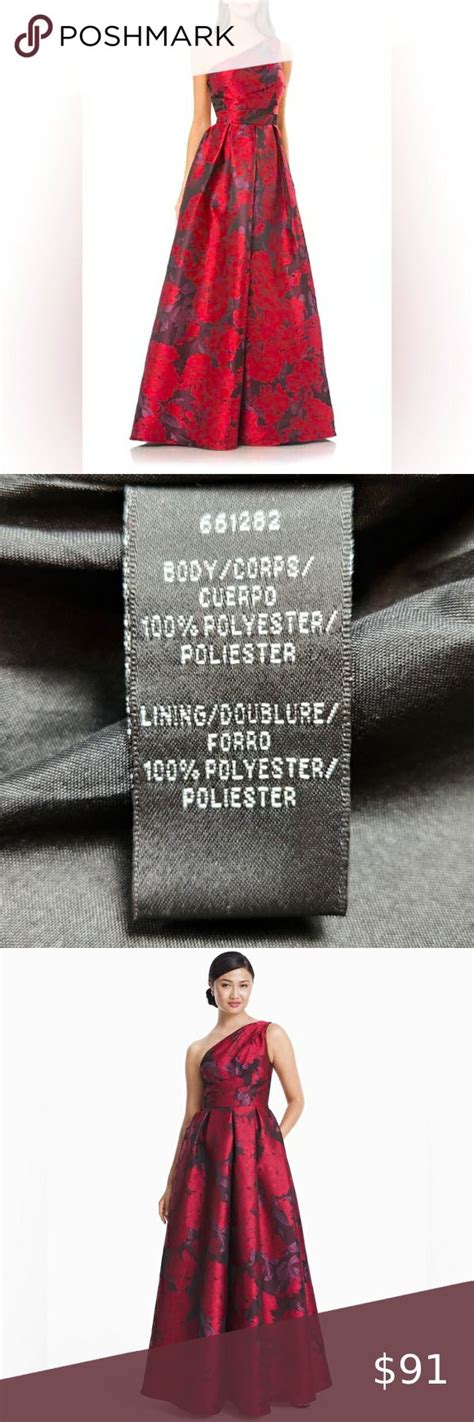 POSHMARK
661282
BODY/CORPS/
CUERPO
100% POLYESTER/
POLIESTER
LINING/DOUBLURE/
FORRO
100% POLYESTER/
POLIESTER
$91